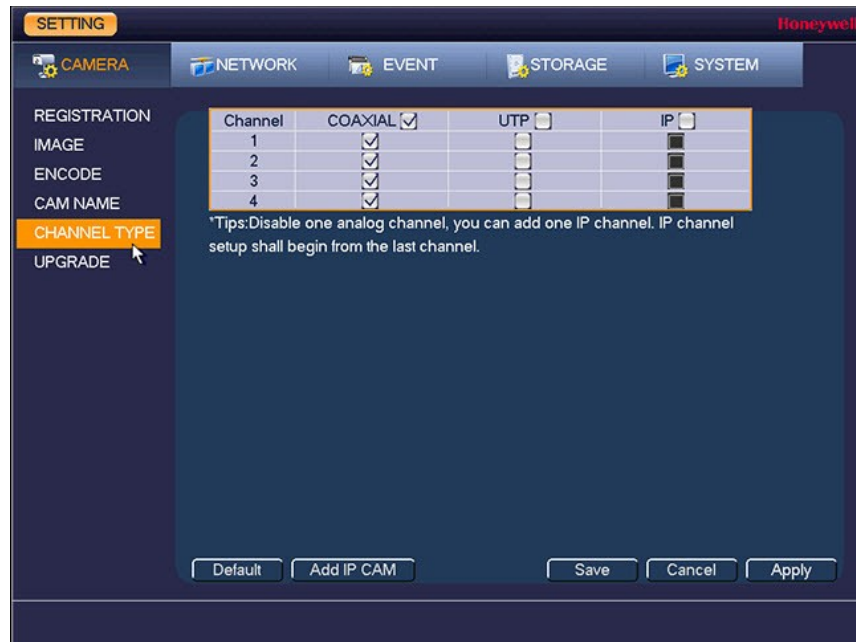 SETTING
Honeywell
CAMERA NETWORK EVENT STORAGE SYSTEM
REGISTRATION
IMAGE
ENCODE
CAM NAME
CHANNEL TYPE
UPGRADE
Channel COAXIAL UTP IP
1
2
3
4
*Tips:Disable one analog channel, you can add one IP channel. IP channel
setup shall begin from the last channel.
Default Add IP CAM Save Cancel Apply